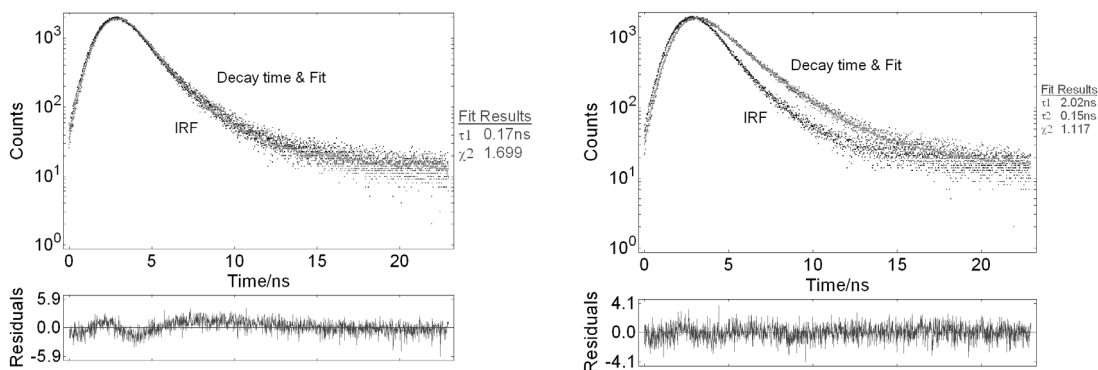 10³
10²
10¹
10⁰
Counts
Decay time & Fit
IRF
Fit Results
τ1 0.17ns
χ2 1.699
0 5 10 15 20
Time/ns
Residuals
5.9
0.0
-5.9
10³
10²
10¹
10⁰
Counts
Decay time & Fit
IRF
Fit Results
τ1 2.02ns
τ2 0.15ns
χ2 1.117
0 5 10 15 20
Time/ns
Residuals
4.1
0.0
-4.1